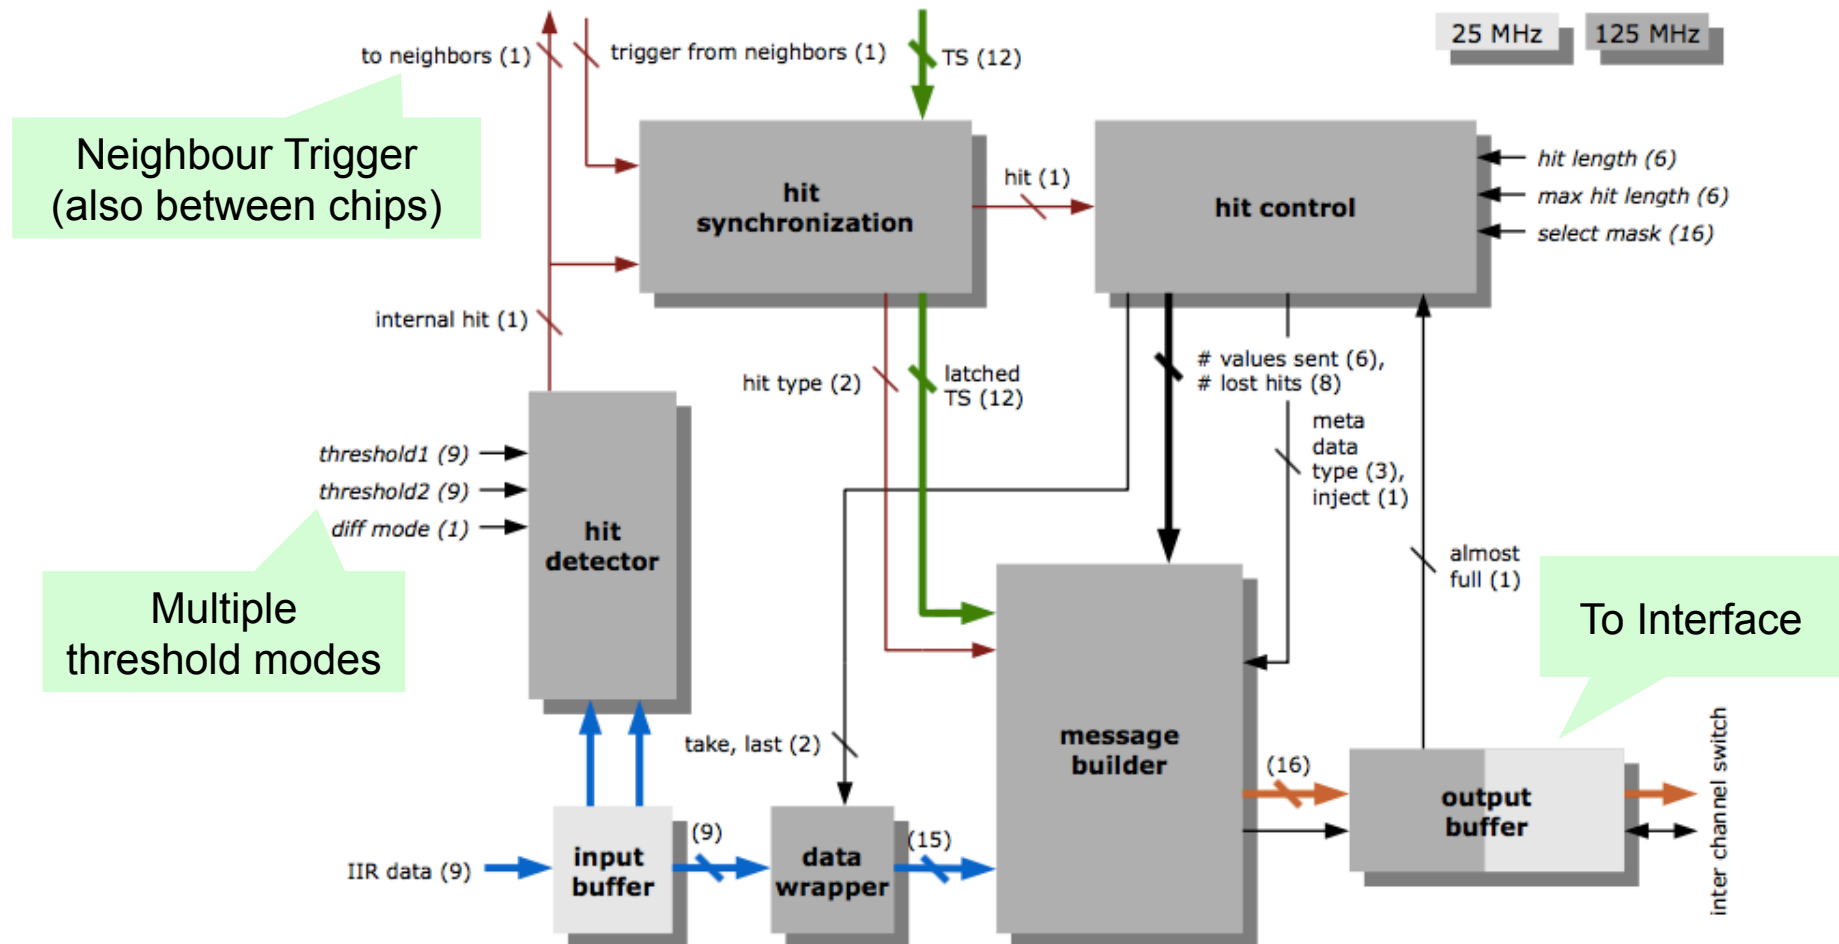 to neighbors (1)
trigger from neighbors (1)
TS (12)
25 MHz
125 MHz
Neighbour Trigger
(also between chips)
hit
synchronization
hit (1)
hit control
hit length (6)
max hit length (6)
select mask (16)
internal hit (1)
hit type (2)
latched
TS (12)
# values sent (6),
# lost hits (8)
meta
data
type (3),
inject (1)
threshold1 (9)
threshold2 (9)
diff mode (1)
hit
detector
almost
full (1)
Multiple
threshold modes
To Interface
take, last (2)
message
builder
(16)
output
buffer
inter channel switch
IIR data (9)
input
buffer
(9)
data
wrapper
(15)